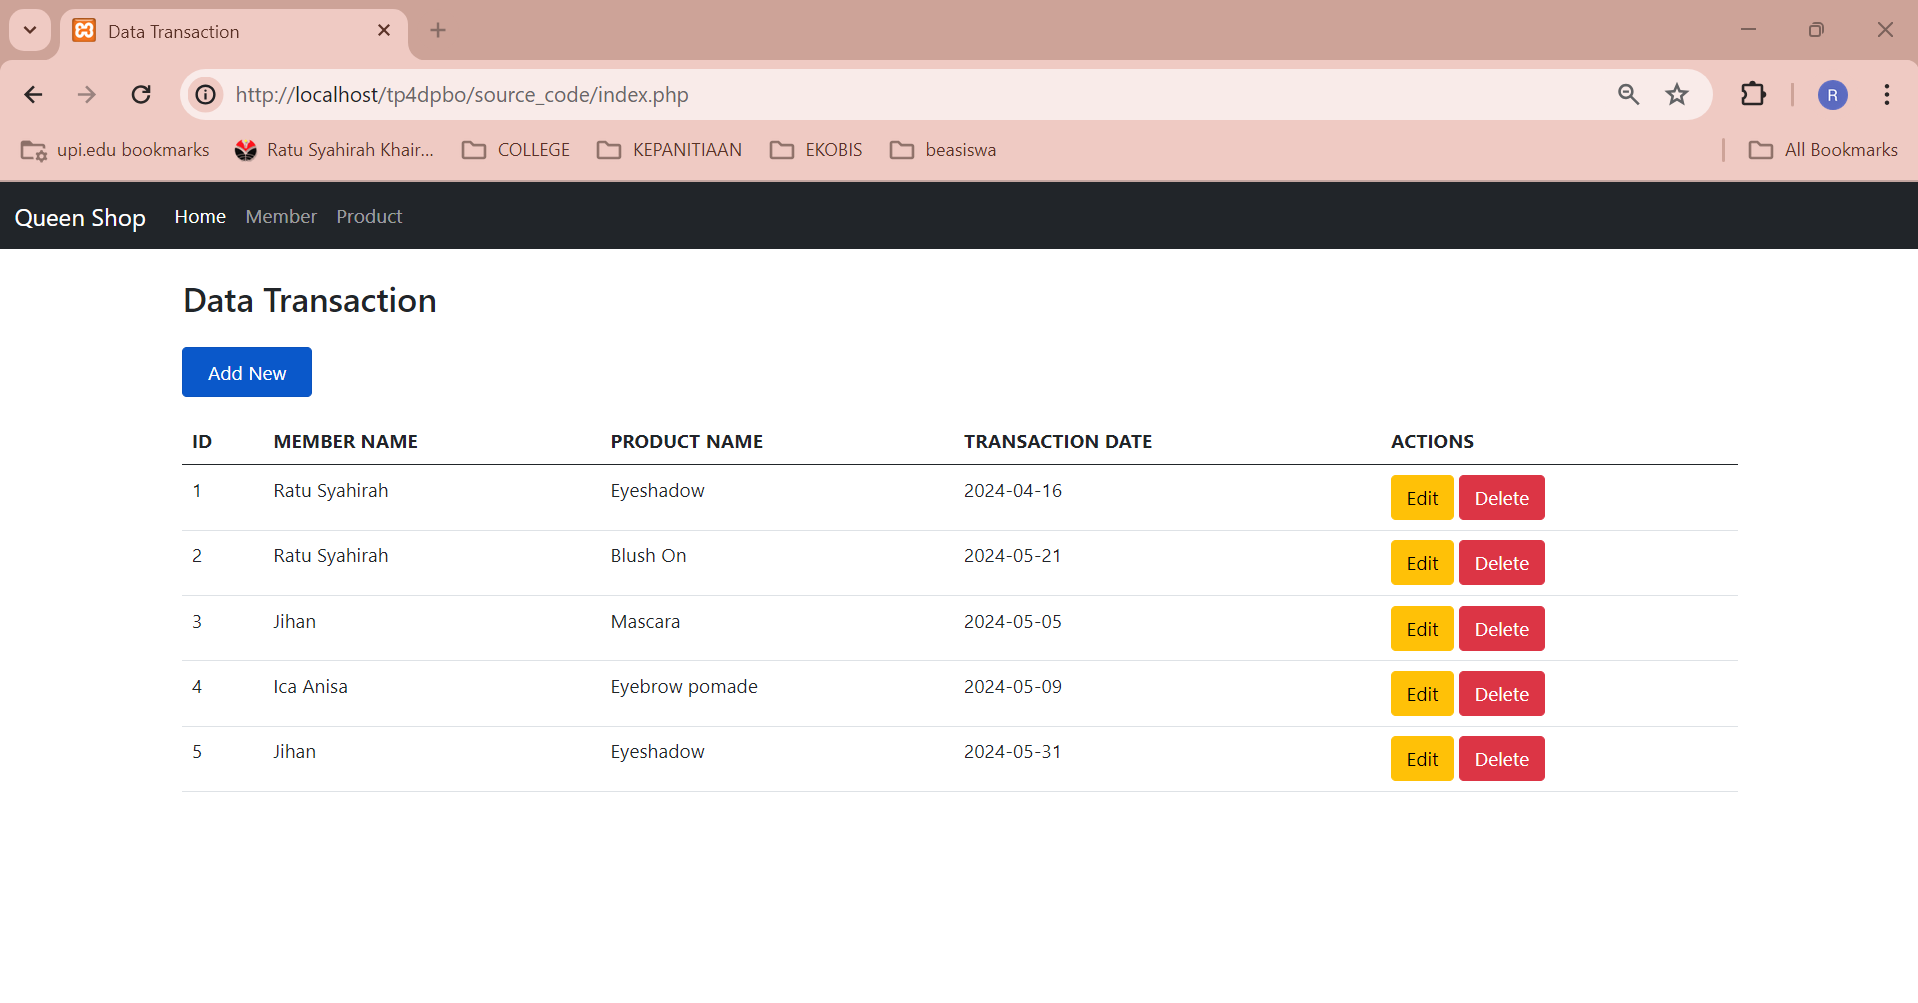 Data Transaction
http://localhost/tp4dpbo/source_code/index.php
R
upi.edu bookmarks Ratu Syahirah Khair... COLLEGE KEPANITIAAN EKOBIS beasiswa All Bookmarks
Queen Shop Home Member Product
Data Transaction
Add New
ID MEMBER NAME PRODUCT NAME TRANSACTION DATE ACTIONS
1 Ratu Syahirah Eyeshadow 2024-04-16 Edit Delete
2 Ratu Syahirah Blush On 2024-05-21 Edit Delete
3 Jihan Mascara 2024-05-05 Edit Delete
4 Ica Anisa Eyebrow pomade 2024-05-09 Edit Delete
5 Jihan Eyeshadow 2024-05-31 Edit Delete